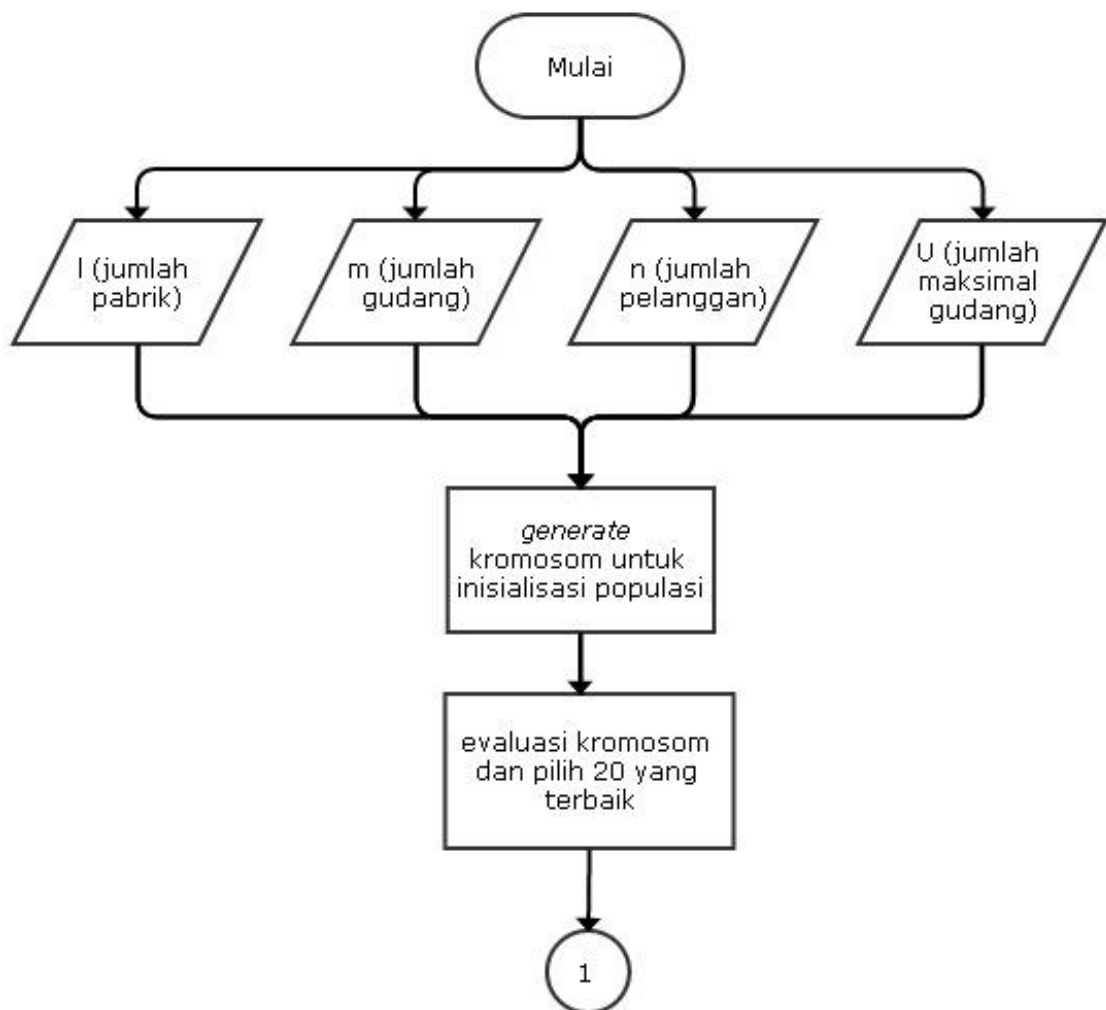 Mulai
l (jumlah
pabrik)
m (jumlah
gudang)
n (jumlah
pelanggan)
U (jumlah
maksimal
gudang)
generate
kromosom untuk
inisialisasi populasi
evaluasi kromosom
dan pilih 20 yang
terbaik
1